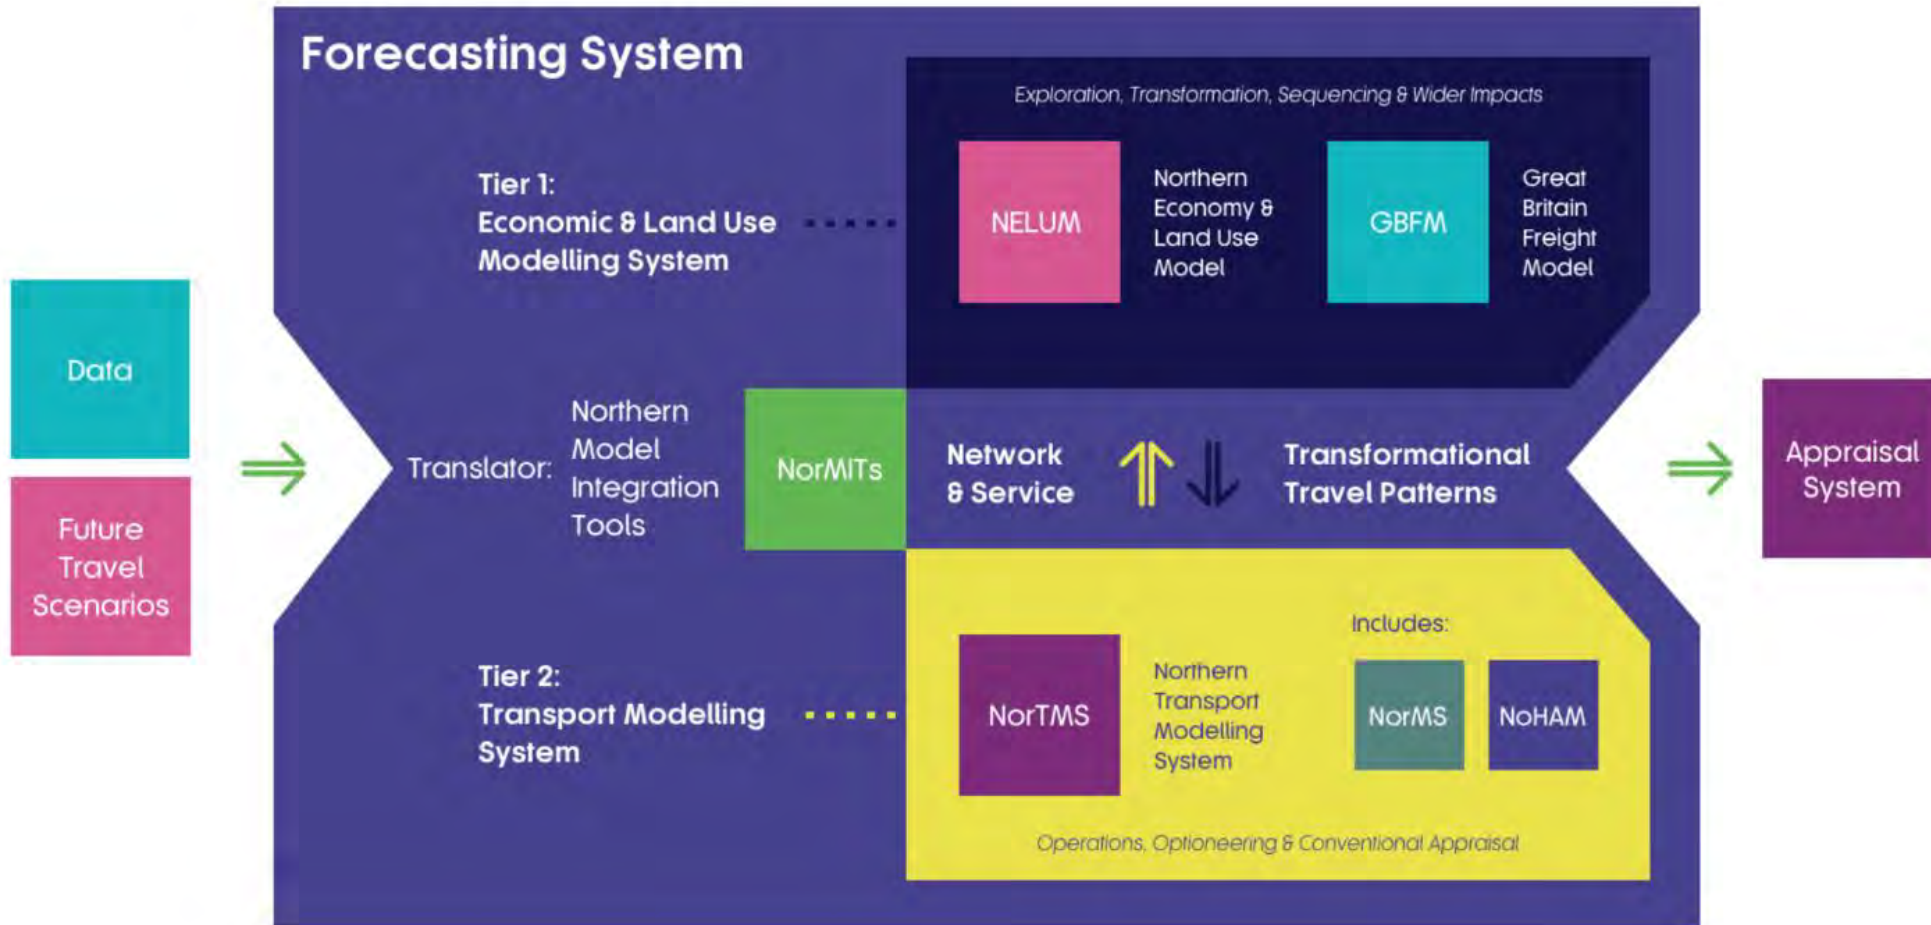 Forecasting System
Exploration, Transformation, Sequencing & Wider Impacts
Tier 1:
Economic & Land Use
Modelling System
NELUM
Northern
Economy &
Land Use
Model
GBFM
Great
Britain
Freight
Model
Data
Future
Travel
Scenarios
Translator:
Northern
Model
Integration
Tools
NorMITs
Network
& Service
Transformational
Travel Patterns
Appraisal
System
Tier 2:
Transport Modelling
System
NorTMS
Northern
Transport
Modelling
System
Includes:
NorMS
NoHAM
Operations, Optioneering & Conventional Appraisal